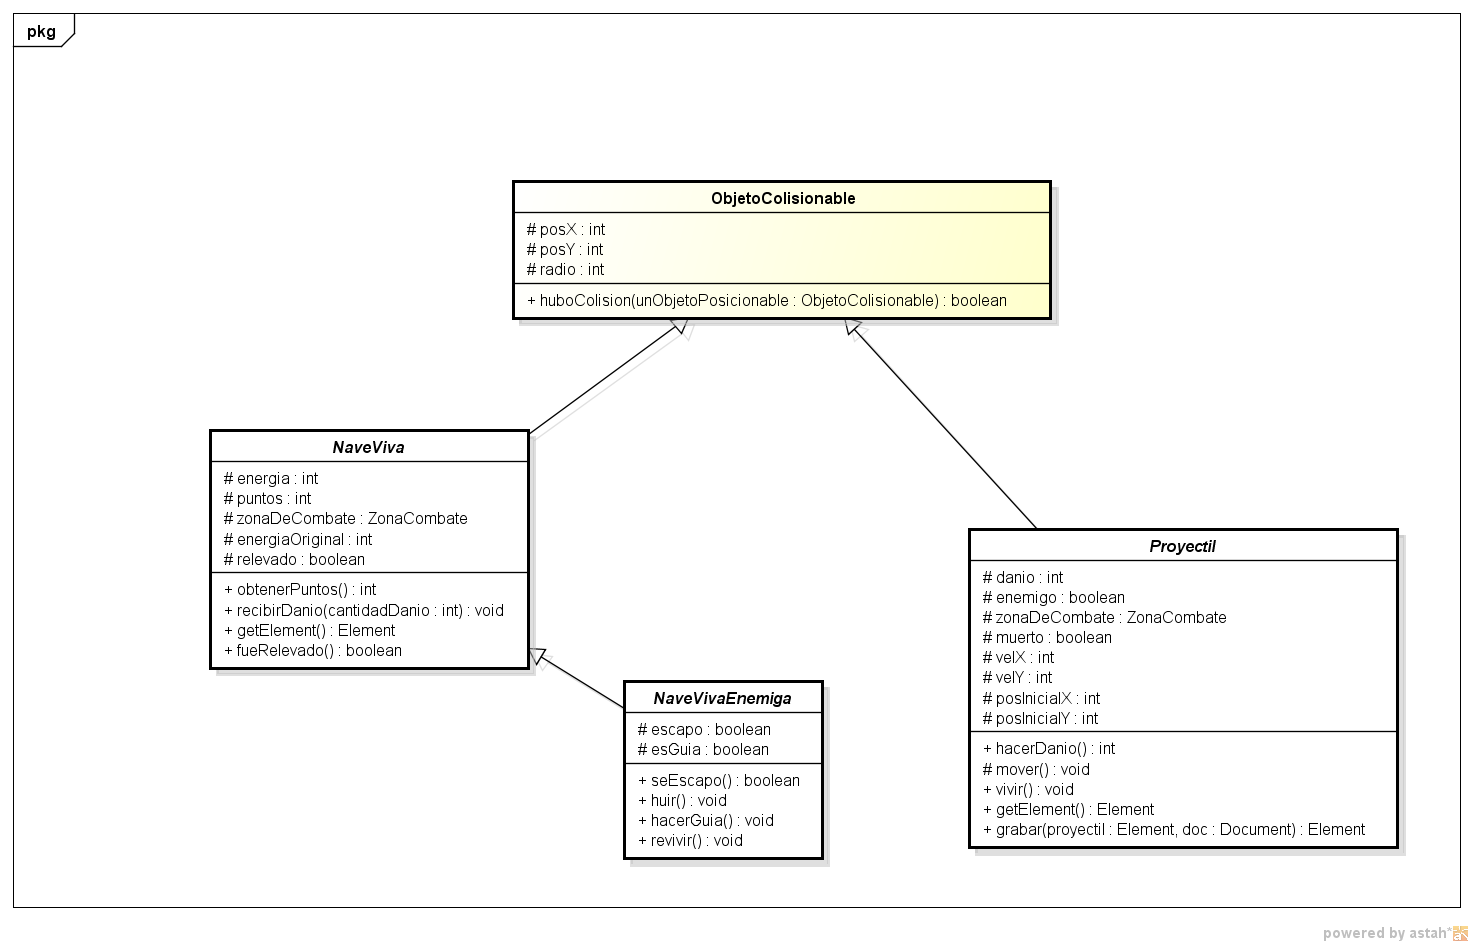 pkg
ObjetoColisionable
# posX : int
# posY : int
# radio : int
+ huboColision(unObjetoPosicionable : ObjetoColisionable) : boolean
NaveViva
# energia : int
# puntos : int
# zonaDeCombate : ZonaCombate
# energiaOriginal : int
# relevado : boolean
+ obtenerPuntos() : int
+ recibirDanio(cantidadDanio : int) : void
+ getElement() : Element
+ fueRelevado() : boolean
NaveVivaEnemiga
# escapo : boolean
# esGuia : boolean
+ seEscapo() : boolean
+ huir() : void
+ hacerGuia() : void
+ revivir() : void
Proyectil
# danio : int
# enemigo : boolean
# zonaDeCombate : ZonaCombate
# muerto : boolean
# velX : int
# velY : int
# posInicialX : int
# posInicialY : int
+ hacerDanio() : int
# mover() : void
+ vivir() : void
+ getElement() : Element
+ grabar(proyectil : Element, doc : Document) : Element
powered by astah*